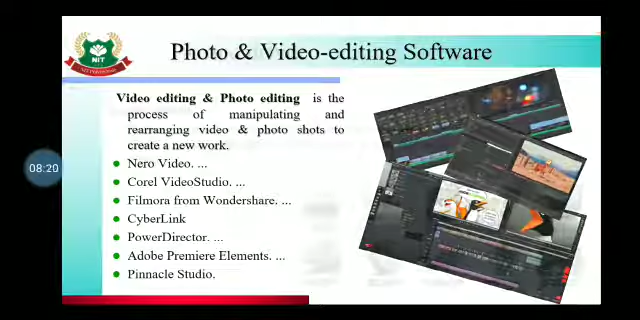 Photo & Video-editing Software
NIT
Video editing & Photo editing is the
process of manipulating and
rearranging video & photo shots to
create a new work.
Nero Video. ...
Corel VideoStudio. ...
Filmora from Wondershare. ...
CyberLink
PowerDirector. ...
Adobe Premiere Elements. ...
Pinnacle Studio.
08:20